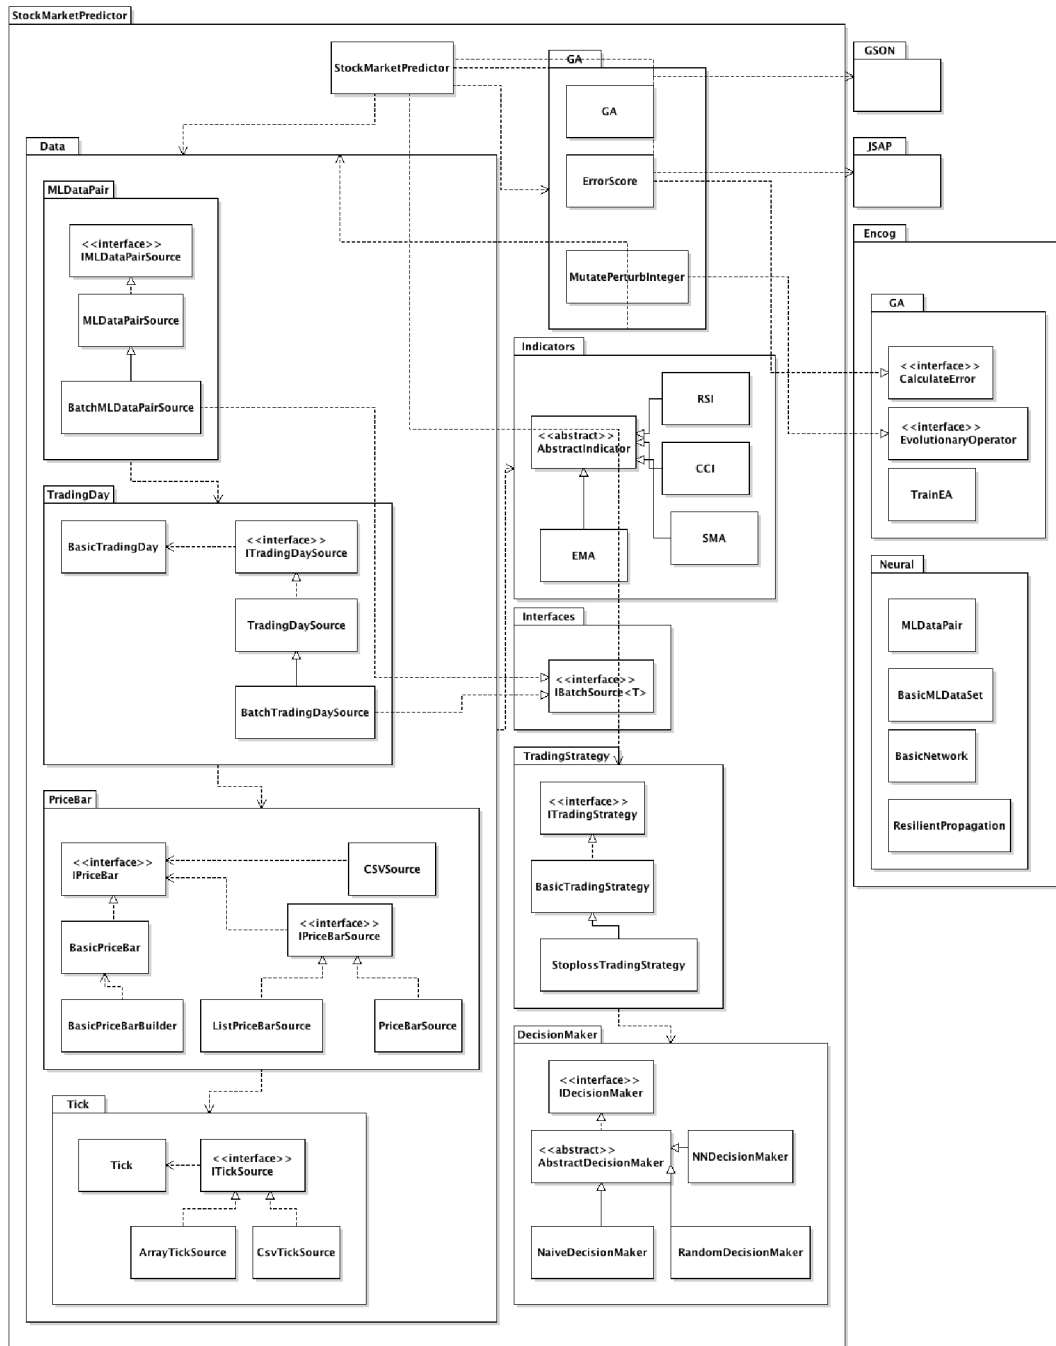 StockMarketPredictor
StockMarketPredictor
GA
GA
ErrorScore
MutatePerturbInteger
GSON
JSAP
Encog
GA
<<interface>>
CalculateError
<<interface>>
EvolutionaryOperator
TrainEA
Neural
MLDataPair
BasicMLDataSet
BasicNetwork
ResilientPropagation
Data
MLDataPair
<<interface>>
IMLDataPairSource
MLDataPairSource
BatchMLDataPairSource
TradingDay
BasicTradingDay
<<interface>>
ITradingDaySource
TradingDaySource
BatchTradingDaySource
PriceBar
<<interface>>
IPriceBar
CSVSource
<<interface>>
IPriceBarSource
BasicPriceBar
BasicPriceBarBuilder
ListPriceBarSource
PriceBarSource
Tick
Tick
<<interface>>
ITickSource
ArrayTickSource
CsvTickSource
Indicators
RSI
<<abstract>>
AbstractIndicator
CCI
SMA
EMA
Interfaces
<<interface>>
IBatchSource<T>
TradingStrategy
<<interface>>
ITradingStrategy
BasicTradingStrategy
StoplossTradingStrategy
DecisionMaker
<<interface>>
IDecisionMaker
<<abstract>>
AbstractDecisionMaker
NNDecisionMaker
NaiveDecisionMaker
RandomDecisionMaker